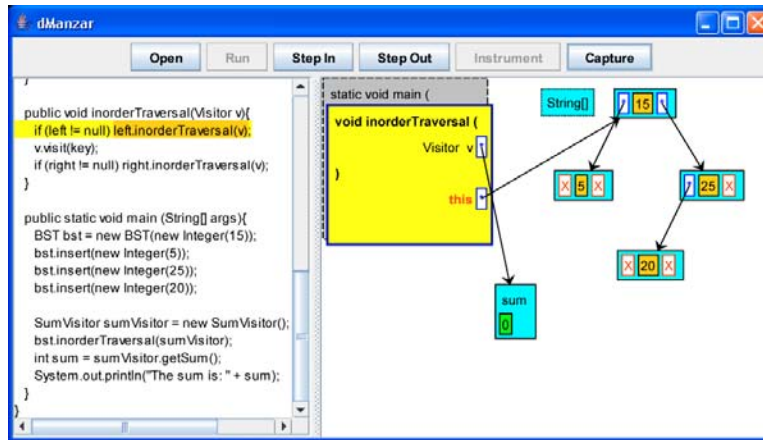 dManzar
Open Run Step In Step Out Instrument Capture
}
public void inorderTraversal(Visitor v){
if (left != null) left.inorderTraversal(v);
v.visit(key);
if (right != null) right.inorderTraversal(v);
}
public static void main (String[] args){
BST bst = new BST(new Integer(15));
bst.insert(new Integer(5));
bst.insert(new Integer(25));
bst.insert(new Integer(20));
SumVisitor sumVisitor = new SumVisitor();
bst.inorderTraversal(sumVisitor);
int sum = sumVisitor.getSum();
System.out.println("The sum is: " + sum);
}
}
static void main (
void inorderTraversal (
Visitor v
)
this
String[]
15
X 5 X
25 X
X 20 X
sum
0